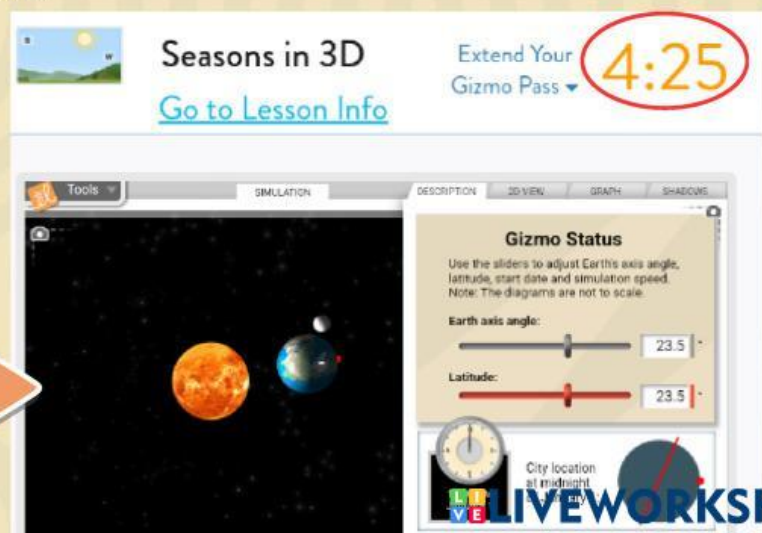 Seasons in 3D
Go to Lesson Info
Extend Your
Gizmo Pass
4:25
Tools
SIMULATION
DESCRIPTION
2D VIEW
GRAPH
SHADOWS
Gizmo Status
Use the sliders to adjust Earth's axis angle,
latitude, start date and simulation speed.
Note: The diagrams are not to scale.
Earth axis angle:
23.5 °
Latitude:
23.5 °
City location
at midnight
LIVE
LIVEWORKSH